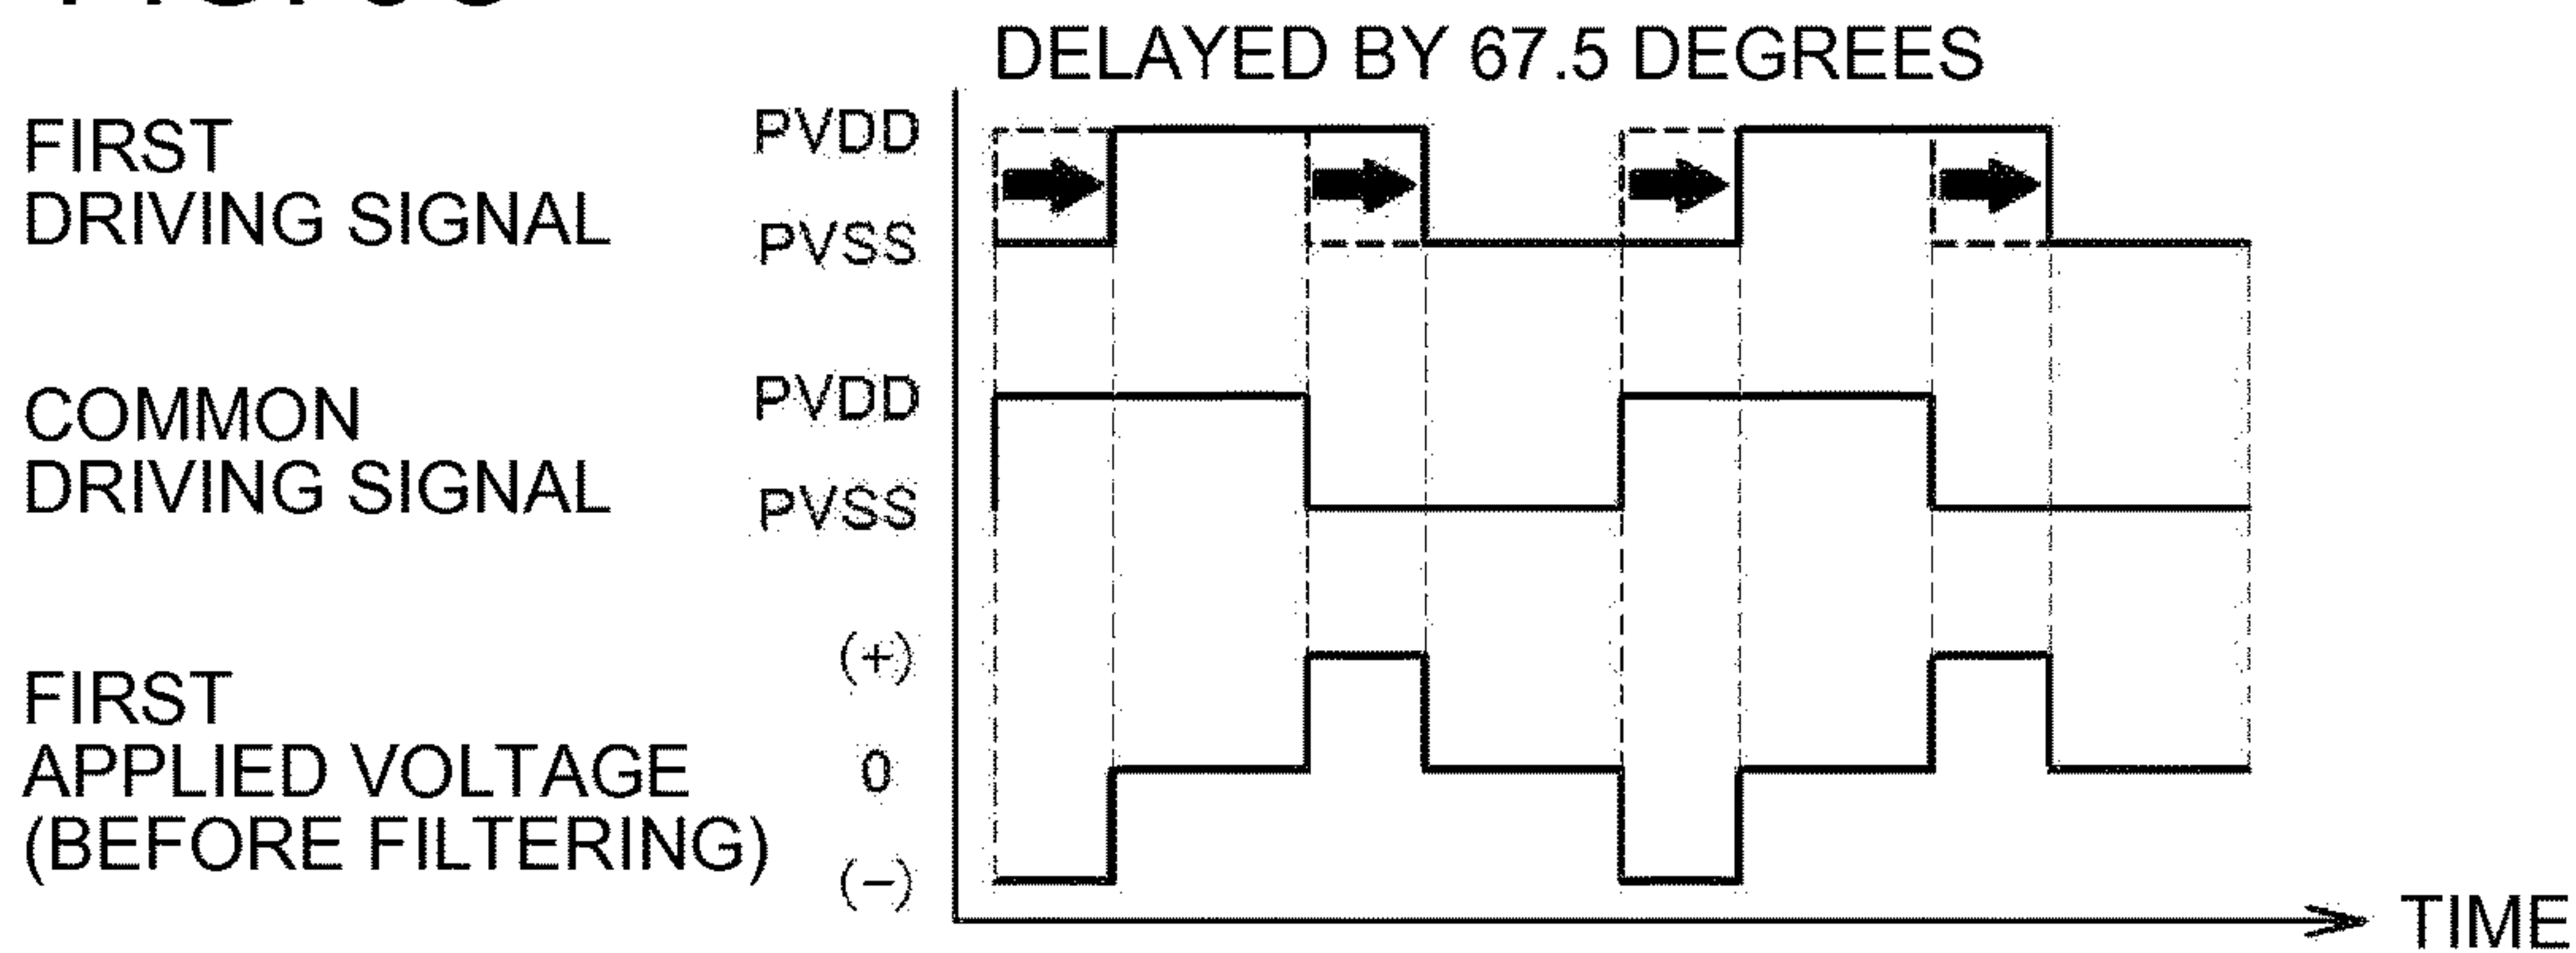 DELAYED BY 67.5 DEGREES
FIRST
DRIVING SIGNAL
PVDD
PVSS
COMMON
DRIVING SIGNAL
PVDD
PVSS
FIRST
APPLIED VOLTAGE
(BEFORE FILTERING)
(+)
0
(−)
TIME